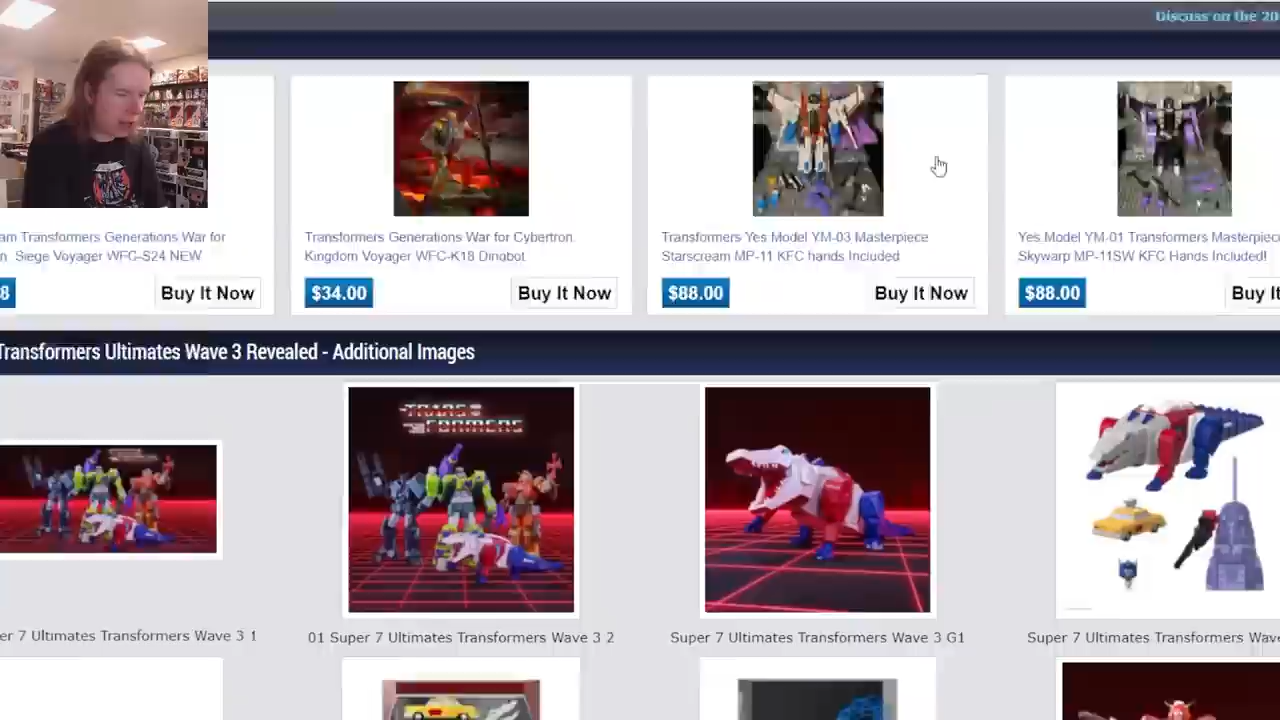 Discuss on the 20
am Transformers Generations War for
n Siege Voyager WFC-S24 NEW
8
Buy It Now
Transformers Generations War for Cybertron
Kingdom Voyager WFC-K18 Dinobot
$34.00
Buy It Now
Transformers Yes Model YM-03 Masterpiece
Starscream MP-11 KFC hands Included
$88.00
Buy It Now
Yes Model YM-01 Transformers Masterpiec
Skywarp MP-11SW KFC Hands Included!
$88.00
Buy It
Transformers Ultimates Wave 3 Revealed - Additional Images
TRANS
FORMERS
er 7 Ultimates Transformers Wave 3 1
01 Super 7 Ultimates Transformers Wave 3 2
Super 7 Ultimates Transformers Wave 3 G1
Super 7 Ultimates Transformers Wave